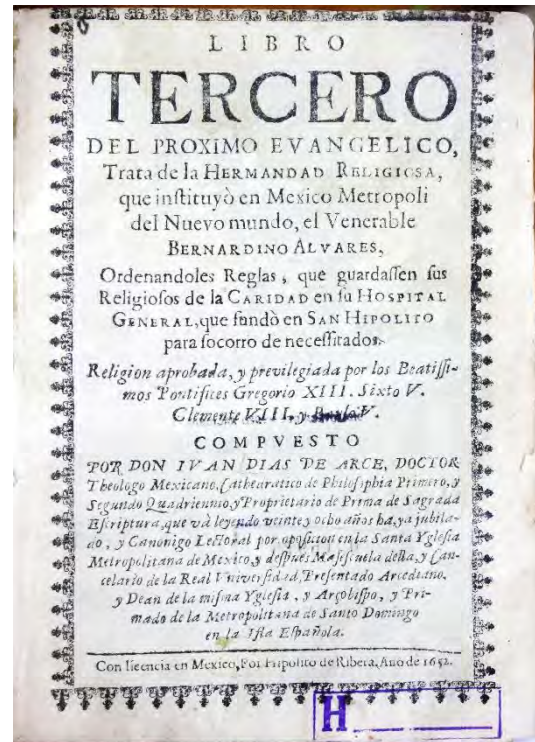 LIBRO
TERCERO
DEL PROXIMO EVANGELICO,
Trata de la HERMANDAD RELIGIOSA,
que inſtituyò en Mexico Metropoli
del Nuevo mundo, el Venerable
BERNARDINO ALVARES,
Ordenandoles Reglas, que guardaſſen ſus
Religioſos de la CARIDAD en ſu HOSPITAL
GENERAL, que fundò en SAN HIPOLITO
para ſocorro de neceſſitados.
Religion aprobada, y previlegiada por los Beatiſſi-
mos Pontifices Gregorio XIII. Sixto V.
Clemente VIII. y Paulo V.
COMPVESTO
POR DON IVAN DIAS DE ARCE, DOCTOR
Theologo Mexicano, Cathedratico de Philoſophia Primero, y
Segundo Quadriennio, y Proprietario de Prima de Sagrada
Eſcriptura, que và leyendo veinte y ocho años ha, ya jubila-
do, y Canonigo Lectoral por opoſicion en la Santa Ygleſia
Metropolitana de Mexico, y deſpues Maſeſcuela della, y Can-
celario de la Real Vniverſidad, Preſentado Arcediano.
y Dean de la miſma Ygleſia, y Arçobiſpo, y Pri-
mado de la Metropolitana de Santo Domingo
en la Iſla Eſpañola.
Con licencia en Mexico, Por Hipolito de Ribera, Año de 1652.
H